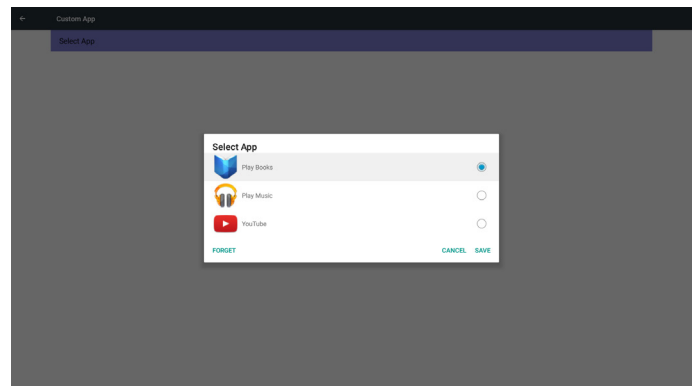 Custom App
Select App
Select App
Play Books
Play Music
YouTube
FORGET CANCEL SAVE